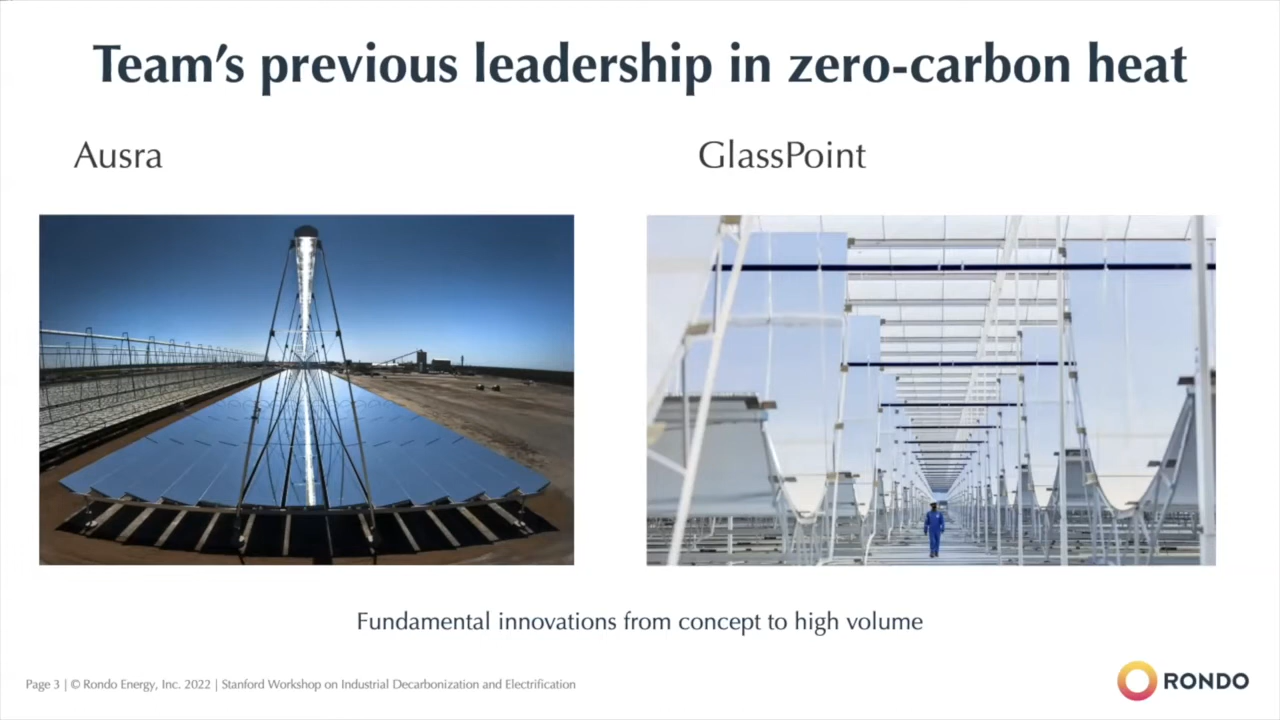 Team's previous leadership in zero-carbon heat
Ausra
GlassPoint
Fundamental innovations from concept to high volume
Page 3 | © Rondo Energy, Inc. 2022 | Stanford Workshop on Industrial Decarbonization and Electrification
RONDO